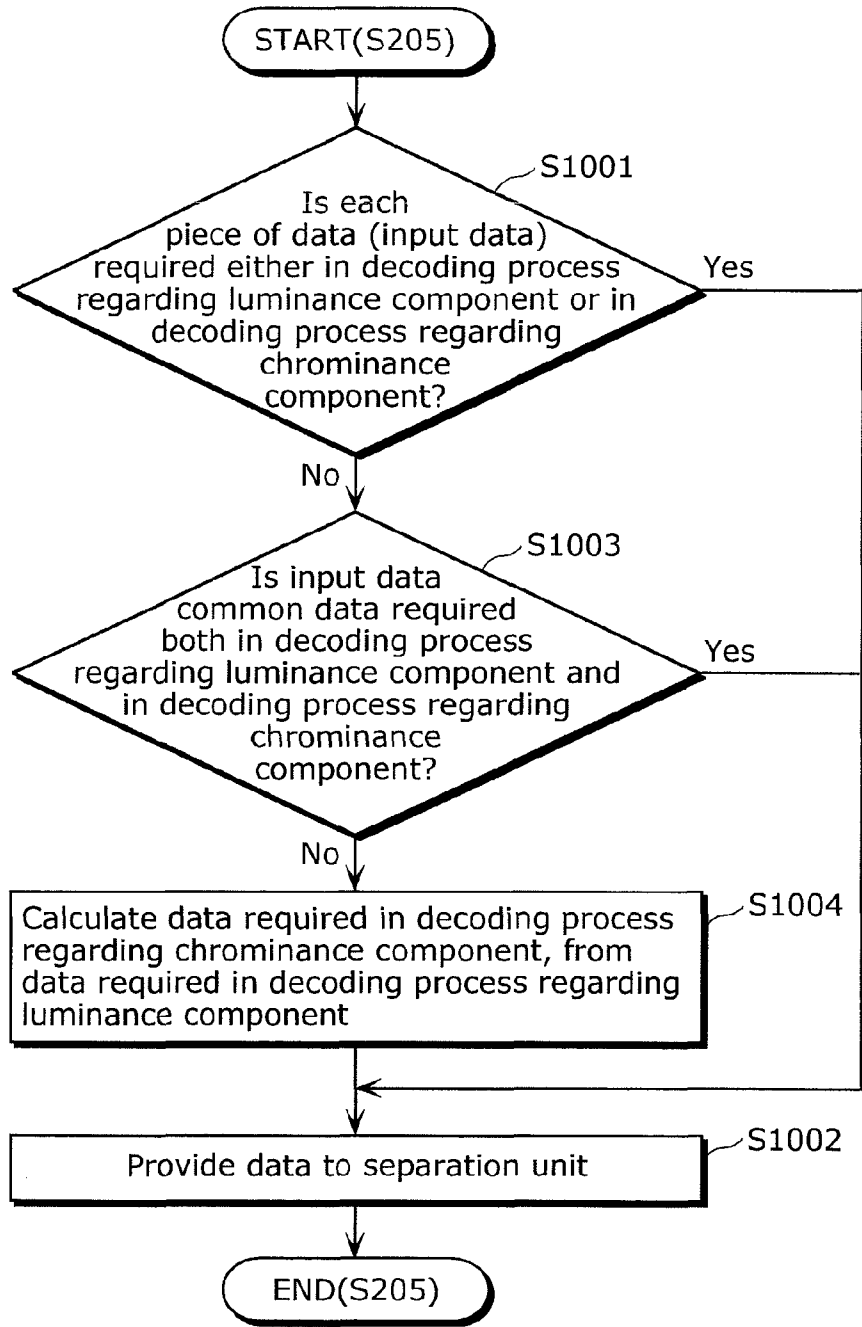 START(S205)
S1001
Is each
piece of data (input data)
required either in decoding process
regarding luminance component or in
decoding process regarding
chrominance
component?
Yes
No
S1003
Is input data
common data required
both in decoding process
regarding luminance component and
in decoding process regarding
chrominance
component?
Yes
No
S1004
Calculate data required in decoding process
regarding chrominance component, from
data required in decoding process regarding
luminance component
S1002
Provide data to separation unit
END(S205)